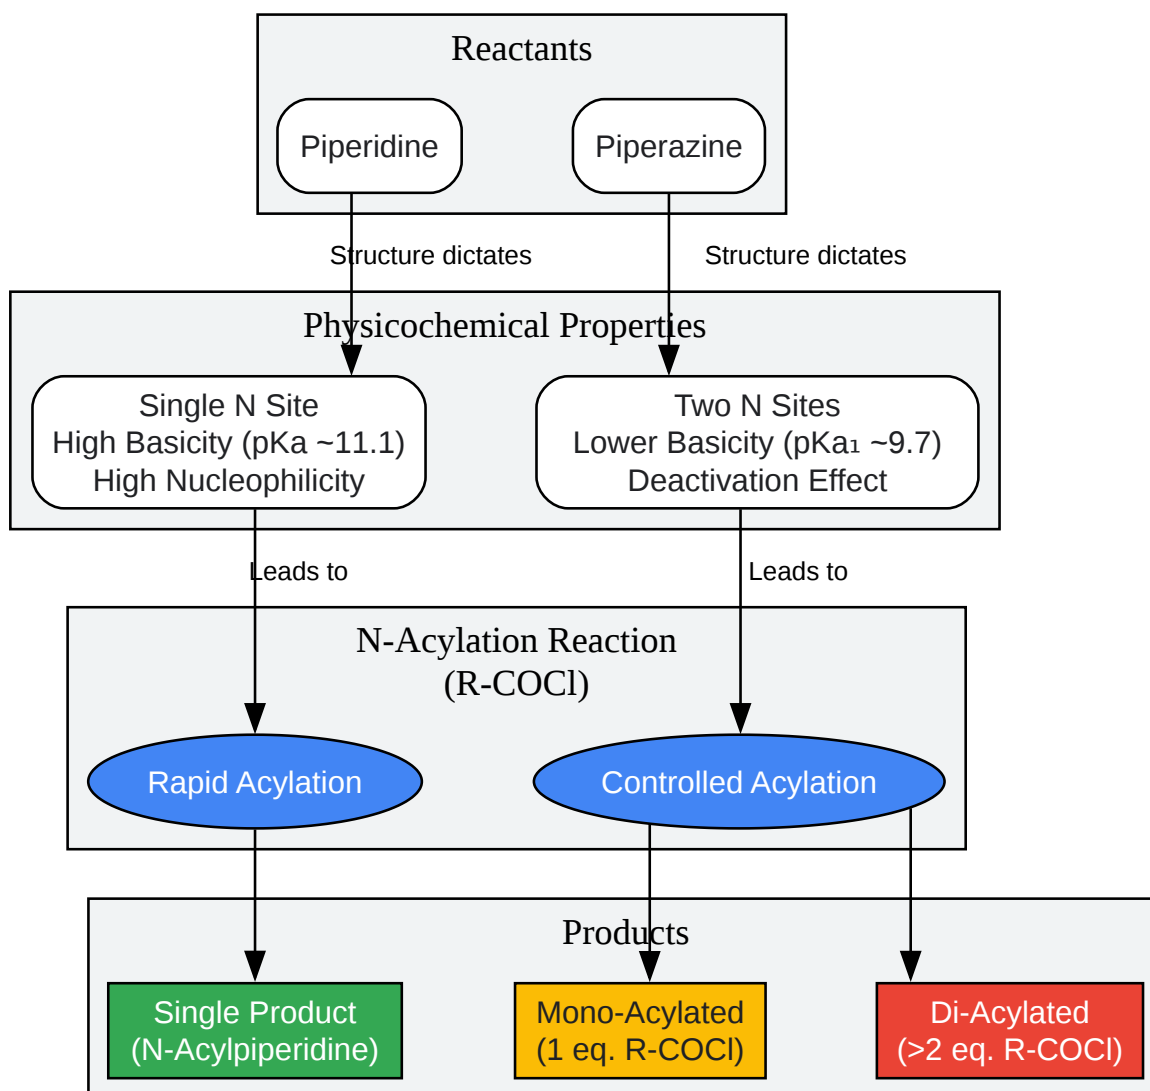 Reactants
Piperidine
Piperazine
Structure dictates
Structure dictates
Physicochemical Properties
Single N Site
High Basicity (pKa ~11.1)
High Nucleophilicity
Two N Sites
Lower Basicity (pKa₁ ~9.7)
Deactivation Effect
Leads to
Leads to
N-Acylation Reaction
(R-COCl)
Rapid Acylation
Controlled Acylation
Products
Single Product
(N-Acylpiperidine)
Mono-Acylated
(1 eq. R-COCl)
Di-Acylated
(>2 eq. R-COCl)